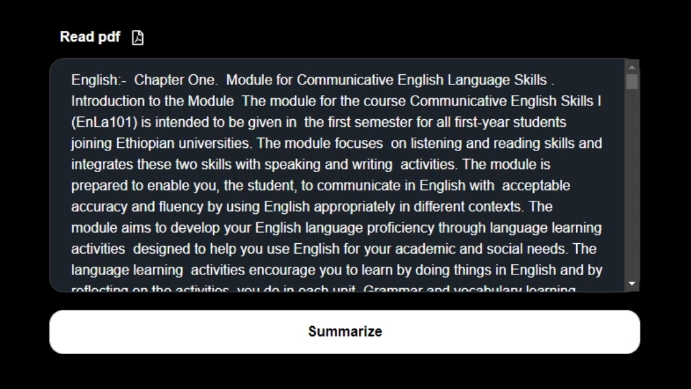 Read pdf
English:-  Chapter One.  Module for Communicative English Language Skills .
Introduction to the Module  The module for the course Communicative English Skills I
(EnLa101) is intended to be given in  the first semester for all first-year students
joining Ethiopian universities. The module focuses  on listening and reading skills and
integrates these two skills with speaking and writing  activities. The module is
prepared to enable you, the student, to communicate in English with  acceptable
accuracy and fluency by using English appropriately in different contexts. The
module aims to develop your English language proficiency through language learning
activities  designed to help you use English for your academic and social needs. The
language learning  activities encourage you to learn by doing things in English and by
reflecting on the activities  you do in each unit. Grammar and vocabulary learning
Summarize